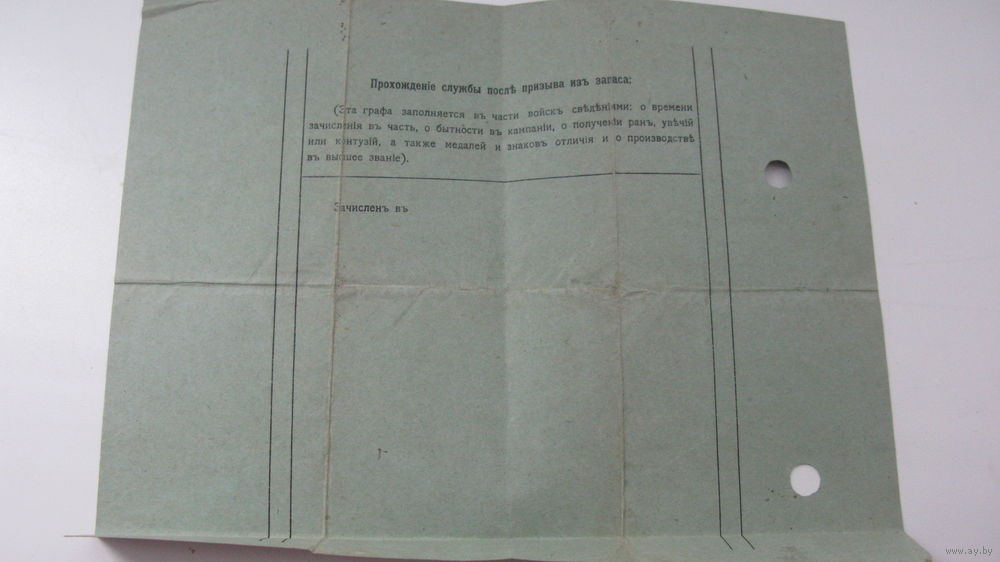 Прохожденіе службы послѣ призыва изъ запаса:
(Эта графа заполняется въ части войскъ свѣдѣніями: о времени
зачисленія въ часть, о бытности въ кампаніи, о полученіи ранъ, увѣчій
или контузій, а также медалей и знаковъ отличія и о производствѣ
въ высшее званіе).
Зачисленъ въ
www.ay.by